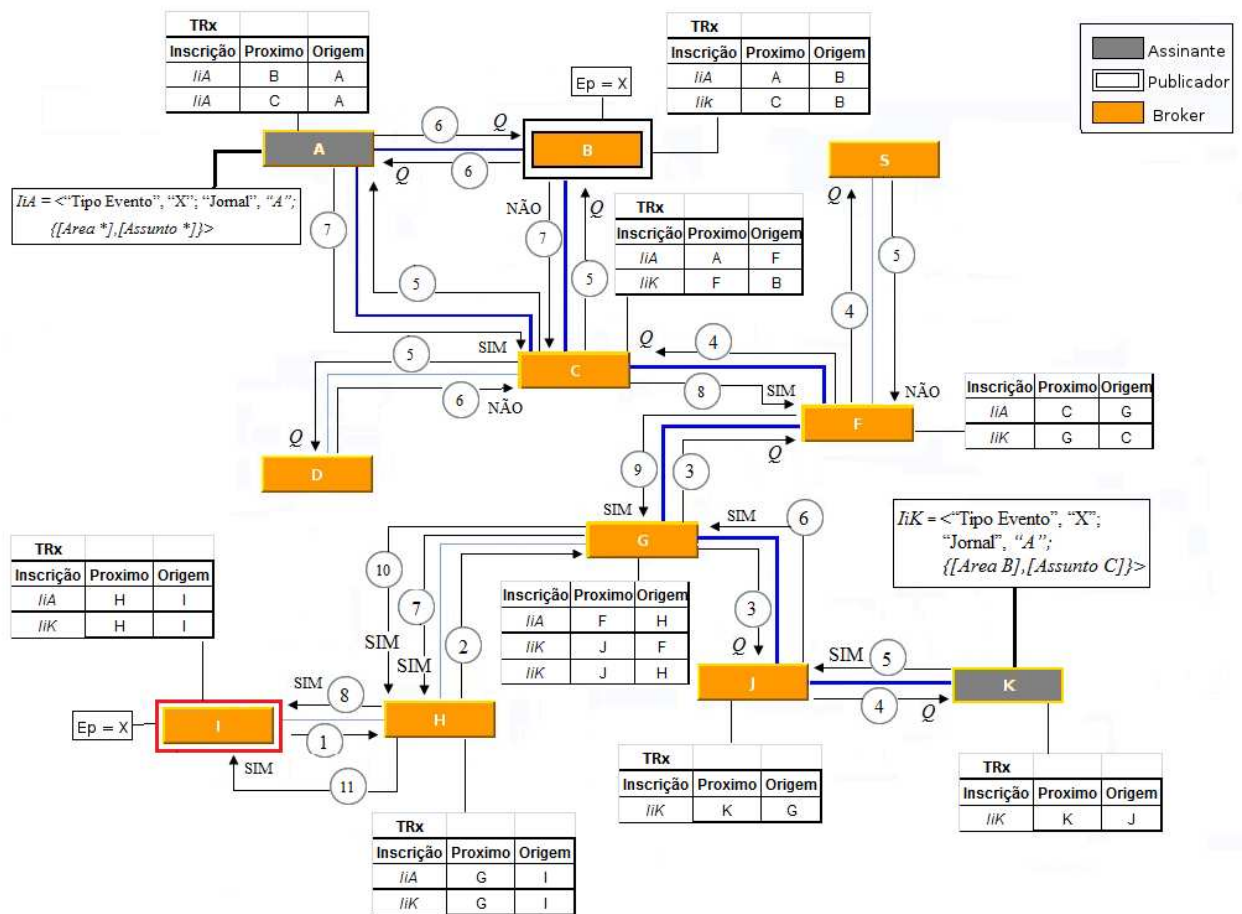 TRx
Inscrição Proximo Origem
IiA B A
IiA C A
TRx
Inscrição Proximo Origem
IiA A B
Iik C B
Ep = X
Assinante
Publicador
Broker
A
6
Q
B
6
Q
S
Q
IiA = <“Tipo Evento”, “X”; “Jornal”, “A”;
{[Area *],[Assunto *]}>
7
NÃO
7
Q
5
TRx
Inscrição Proximo Origem
IiA A F
IiK F B
5
5
4
SIM
Q
4
5
C
8
SIM
NÃO
6
NÃO
Q
D
F
Inscrição Proximo Origem
IiA C G
IiK G C
9
3
Q
SIM
SIM
6
G
IiK = <“Tipo Evento”, “X”;
“Jornal”, “A”;
{[Area B],[Assunto C]}>
TRx
Inscrição Proximo Origem
IiA H I
IiK H I
10
7
2
3
Q
Inscrição Proximo Origem
IiA F H
IiK J F
IiK J H
SIM
SIM
SIM
5
J
4
Q
K
SIM
8
H
Ep = X
I
1
SIM
11
TRx
Inscrição Proximo Origem
IiK K G
TRx
Inscrição Proximo Origem
IiK K J
TRx
Inscrição Proximo Origem
IiA G I
IiK G I